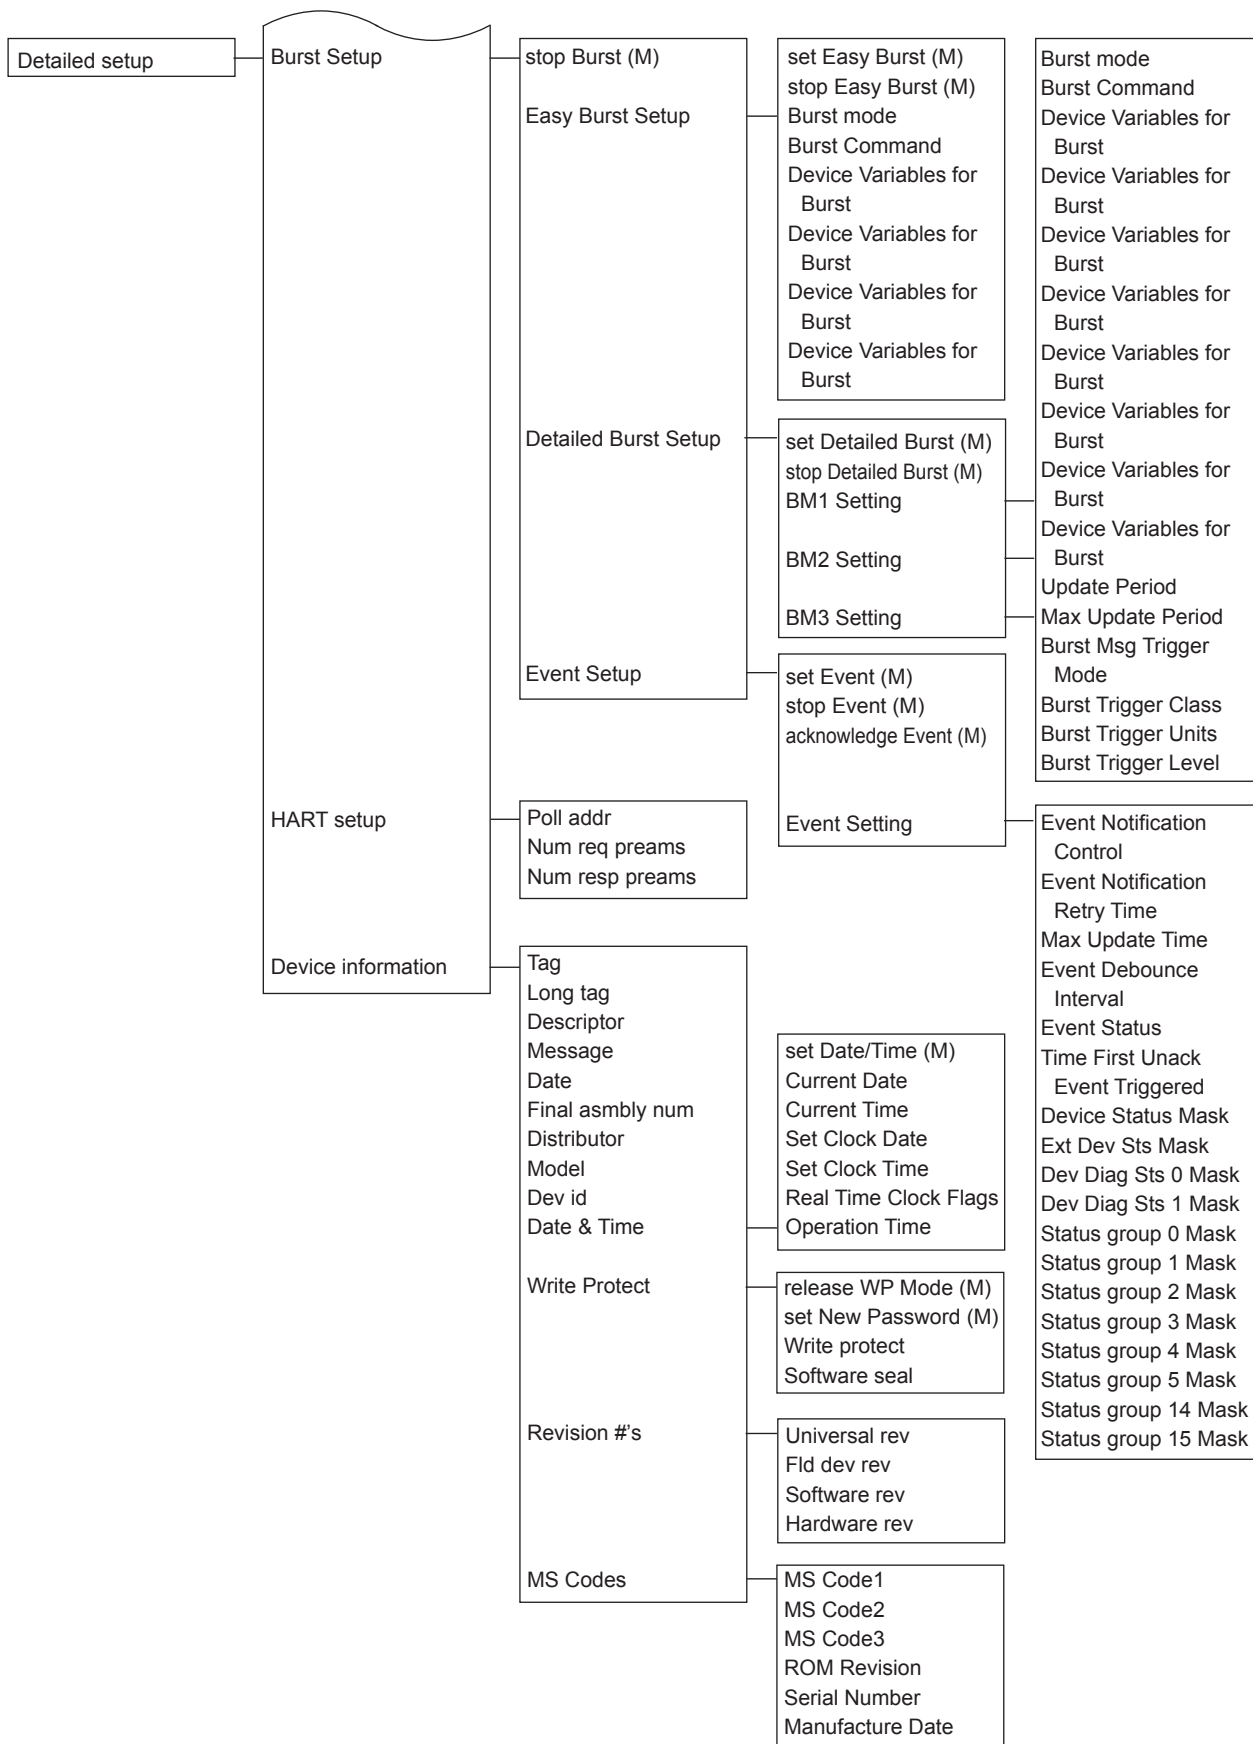 Detailed setup
Burst Setup
HART setup
Device information
stop Burst (M)
Easy Burst Setup
Detailed Burst Setup
Event Setup
Poll addr
Num req preams
Num resp preams
Tag
Long tag
Descriptor
Message
Date
Final asmbly num
Distributor
Model
Dev id
Date & Time
Write Protect
Revision #'s
MS Codes
set Easy Burst (M)
stop Easy Burst (M)
Burst mode
Burst Command
Device Variables for
Burst
Device Variables for
Burst
Device Variables for
Burst
Device Variables for
Burst
set Detailed Burst (M)
stop Detailed Burst (M)
BM1 Setting
BM2 Setting
BM3 Setting
set Event (M)
stop Event (M)
acknowledge Event (M)
Event Setting
set Date/Time (M)
Current Date
Current Time
Set Clock Date
Set Clock Time
Real Time Clock Flags
Operation Time
release WP Mode (M)
set New Password (M)
Write protect
Software seal
Universal rev
Fld dev rev
Software rev
Hardware rev
MS Code1
MS Code2
MS Code3
ROM Revision
Serial Number
Manufacture Date
Burst mode
Burst Command
Device Variables for
Burst
Device Variables for
Burst
Device Variables for
Burst
Device Variables for
Burst
Device Variables for
Burst
Device Variables for
Burst
Device Variables for
Burst
Device Variables for
Burst
Update Period
Max Update Period
Burst Msg Trigger
Mode
Burst Trigger Class
Burst Trigger Units
Burst Trigger Level
Event Notification
Control
Event Notification
Retry Time
Max Update Time
Event Debounce
Interval
Event Status
Time First Unack
Event Triggered
Device Status Mask
Ext Dev Sts Mask
Dev Diag Sts 0 Mask
Dev Diag Sts 1 Mask
Status group 0 Mask
Status group 1 Mask
Status group 2 Mask
Status group 3 Mask
Status group 4 Mask
Status group 5 Mask
Status group 14 Mask
Status group 15 Mask